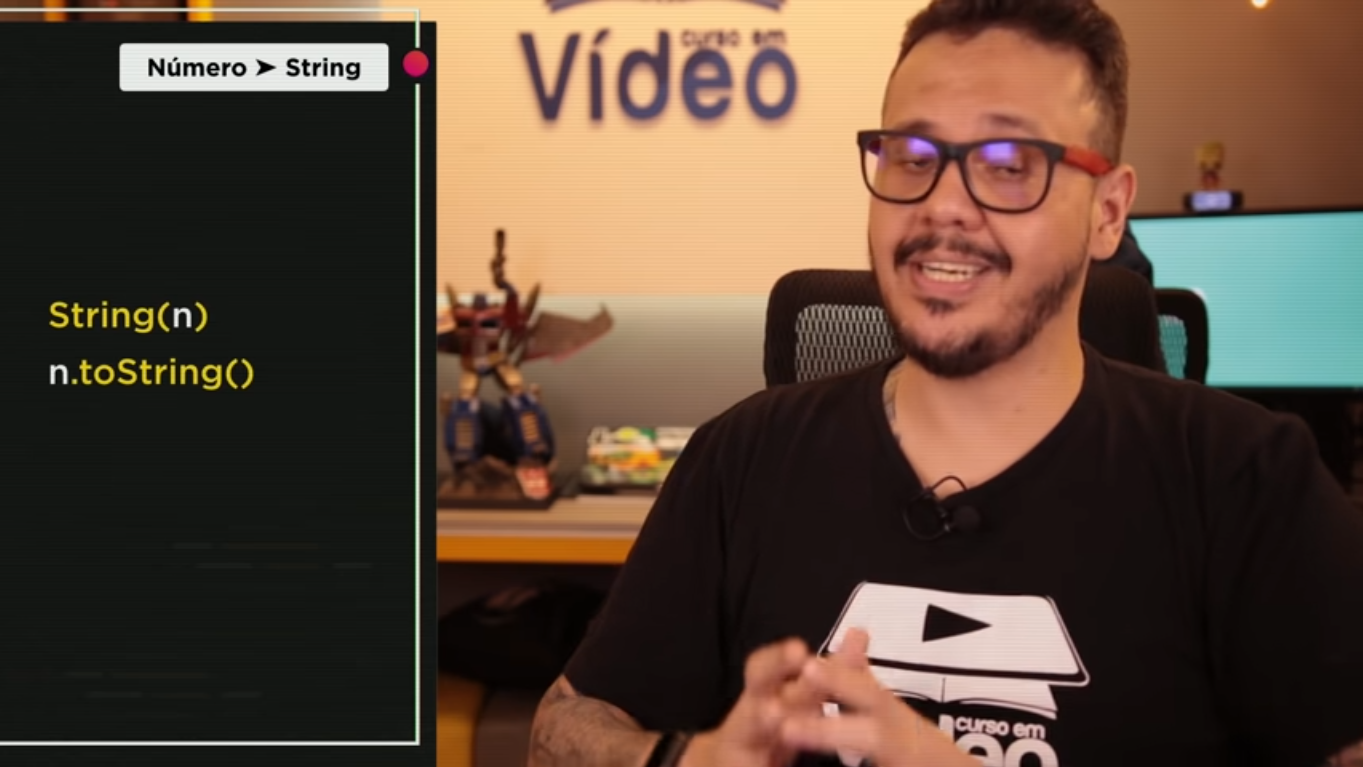 Número ➤ String
String(n)
n.toString()
curso em
Vídeo
curso em